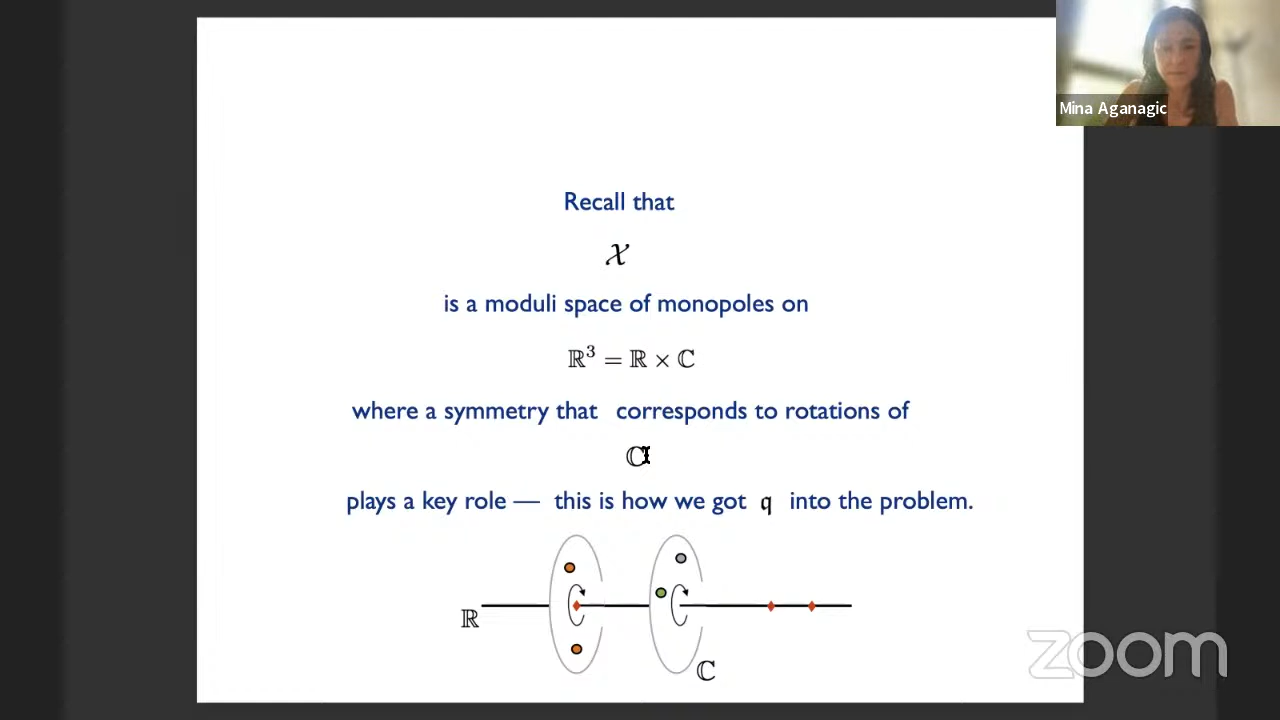 Mina Aganagic
Recall that
𝒳
is a moduli space of monopoles on
ℝ³ = ℝ × ℂ
where a symmetry that corresponds to rotations of
ℂ
plays a key role — this is how we got 𝔮 into the problem.
ℝ
ℂ
zoom